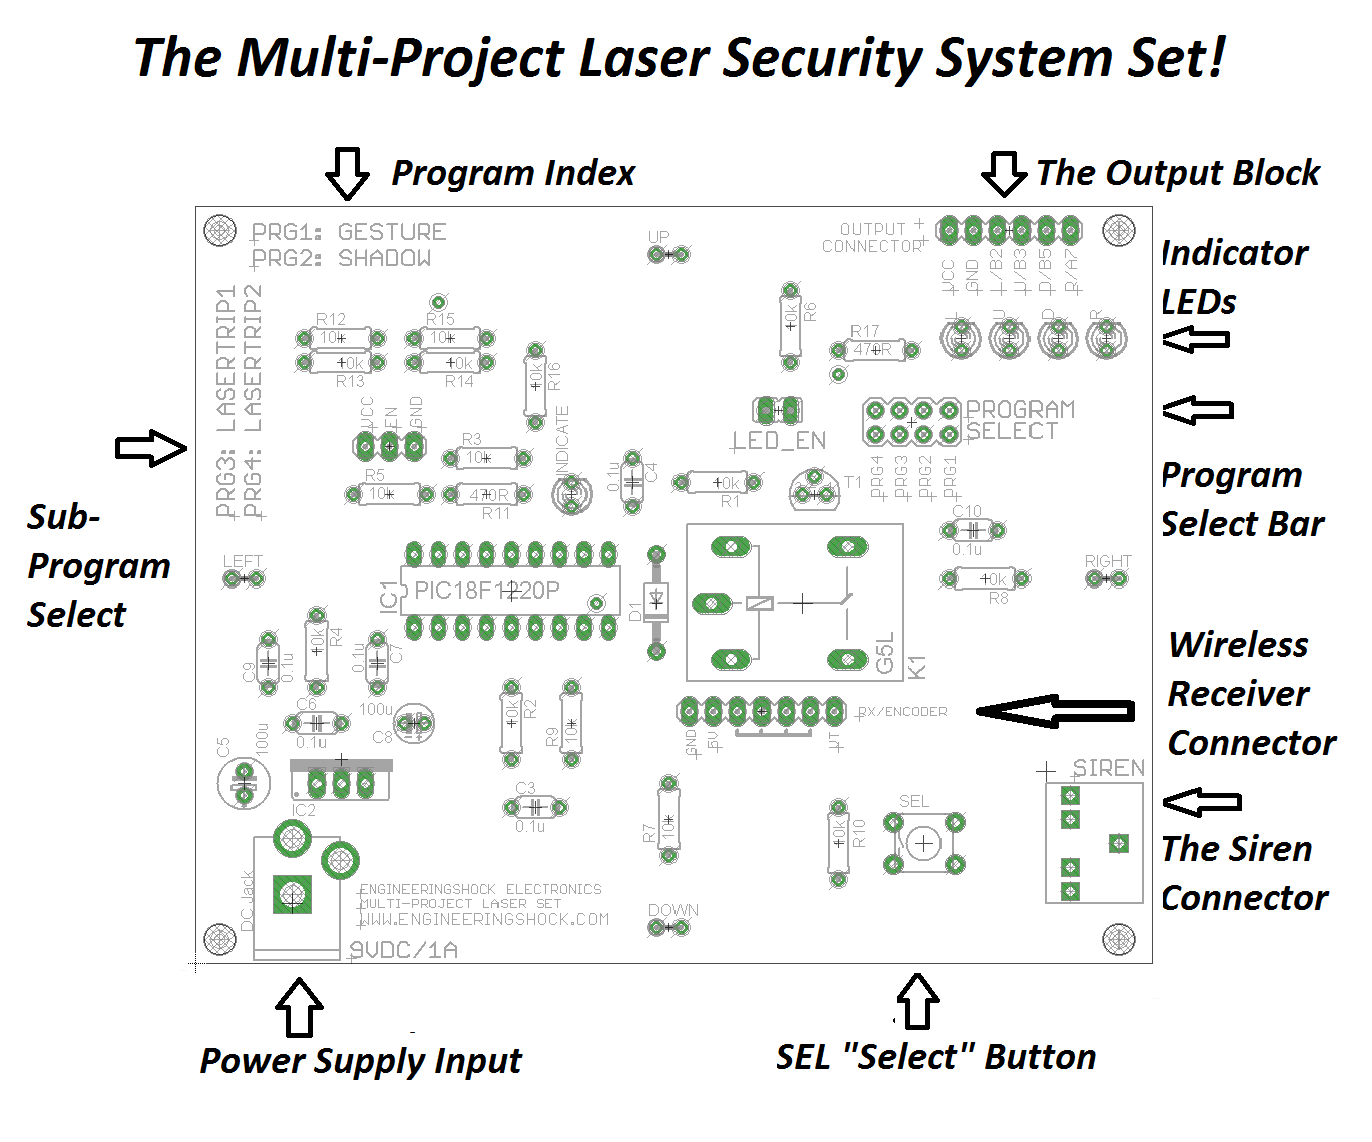 The Multi-Project Laser Security System Set!
Program Index
The Output Block
PRG1: GESTURE
PRG2: SHADOW
UP
OUTPUT
CONNECTOR
VCC
GND
L/B2
U/B3
D/B5
R/A7
Indicator
LEDs
PRG3: LASERTRIP1
PRG4: LASERTRIP2
R12
10k
R15
10k
R13
10k
R14
10k
R16
10k
R6
10k
R17
470R
L
U
D
R
VCC
EN
GND
LED_EN
PROGRAM
SELECT
PRG4
PRG3
PRG2
PRG1
R3
10k
R5
10k
R11
470R
INDICATE
C4
0.1u
R1
10k
T1
C10
0.1u
Program
Select Bar
Sub-
Program
Select
LEFT
IC1
PIC18F1220P
D1
G5L
K1
R8
10k
RIGHT
C9
0.1u
R4
10k
C7
0.1u
C6
0.1u
100u
C8
C5
100u
IC2
R2
10k
R9
10k
C3
0.1u
GND
5V
VT
RX/ENCODER
Wireless
Receiver
Connector
SIREN
R7
10k
R10
10k
SEL
The Siren
Connector
DC Jack
ENGINEERINGSHOCK ELECTRONICS
MULTI-PROJECT LASER SET
WWW.ENGINEERINGSHOCK.COM
9VDC/1A
DOWN
Power Supply Input
SEL "Select" Button